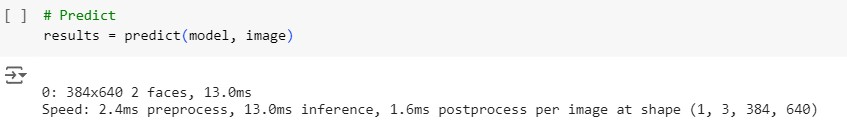 [ ] # Predict
results = predict(model, image)
0: 384x640 2 faces, 13.0ms
Speed: 2.4ms preprocess, 13.0ms inference, 1.6ms postprocess per image at shape (1, 3, 384, 640)